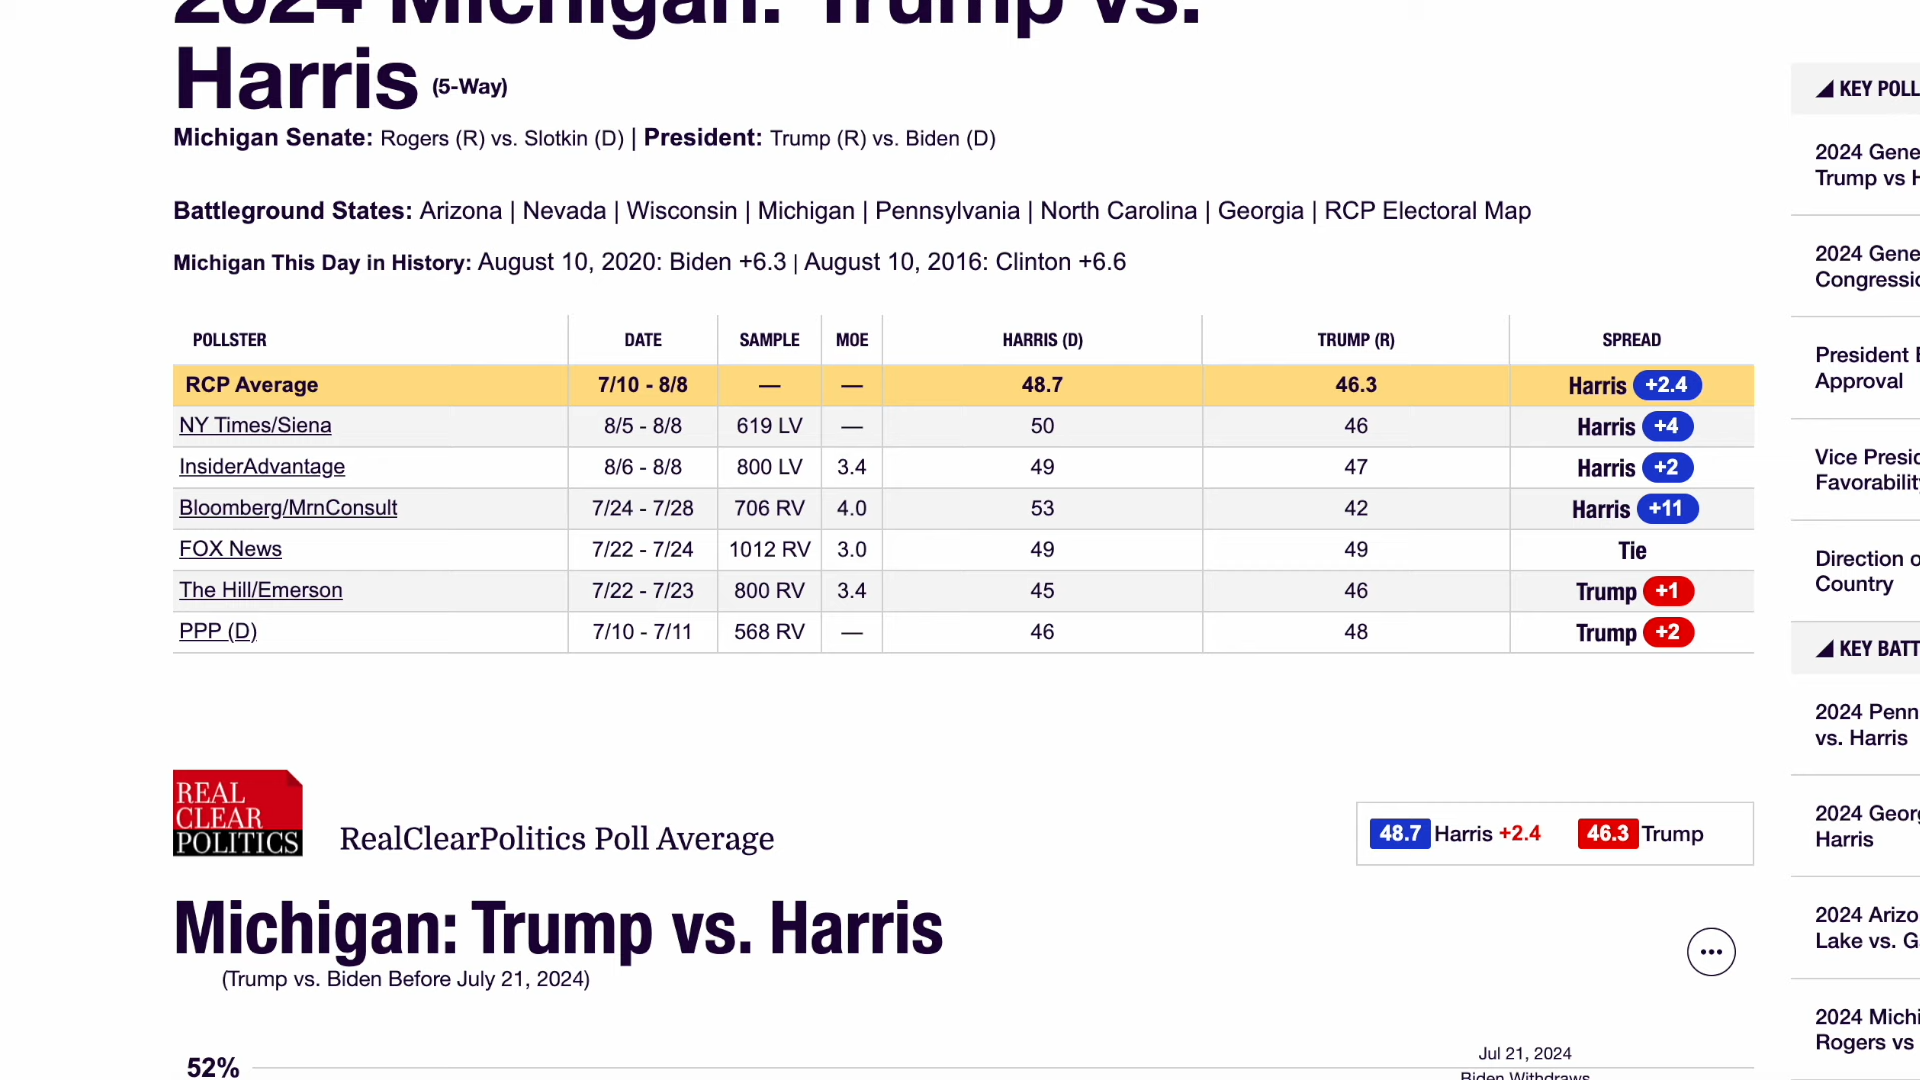 2024 Michigan: Trump vs.
Harris (5-Way)
Michigan Senate: Rogers (R) vs. Slotkin (D) | President: Trump (R) vs. Biden (D)
Battleground States: Arizona | Nevada | Wisconsin | Michigan | Pennsylvania | North Carolina | Georgia | RCP Electoral Map
Michigan This Day in History: August 10, 2020: Biden +6.3 | August 10, 2016: Clinton +6.6
POLLSTER DATE SAMPLE MOE HARRIS (D) TRUMP (R) SPREAD
RCP Average 7/10 - 8/8 — — 48.7 46.3 Harris +2.4
NY Times/Siena 8/5 - 8/8 619 LV — 50 46 Harris +4
InsiderAdvantage 8/6 - 8/8 800 LV 3.4 49 47 Harris +2
Bloomberg/MrnConsult 7/24 - 7/28 706 RV 4.0 53 42 Harris +11
FOX News 7/22 - 7/24 1012 RV 3.0 49 49 Tie
The Hill/Emerson 7/22 - 7/23 800 RV 3.4 45 46 Trump +1
PPP (D) 7/10 - 7/11 568 RV — 46 48 Trump +2
REAL
CLEAR
POLITICS
RealClearPolitics Poll Average
48.7 Harris +2.4 46.3 Trump
Michigan: Trump vs. Harris
(Trump vs. Biden Before July 21, 2024)
52%
Jul 21, 2024
Biden Withdraws
KEY POLL
2024 Gene
Trump vs H
2024 Gene
Congressio
President B
Approval
Vice Presid
Favorability
Direction o
Country
KEY BATT
2024 Penn
vs. Harris
2024 Georg
Harris
2024 Arizo
Lake vs. G
2024 Michi
Rogers vs